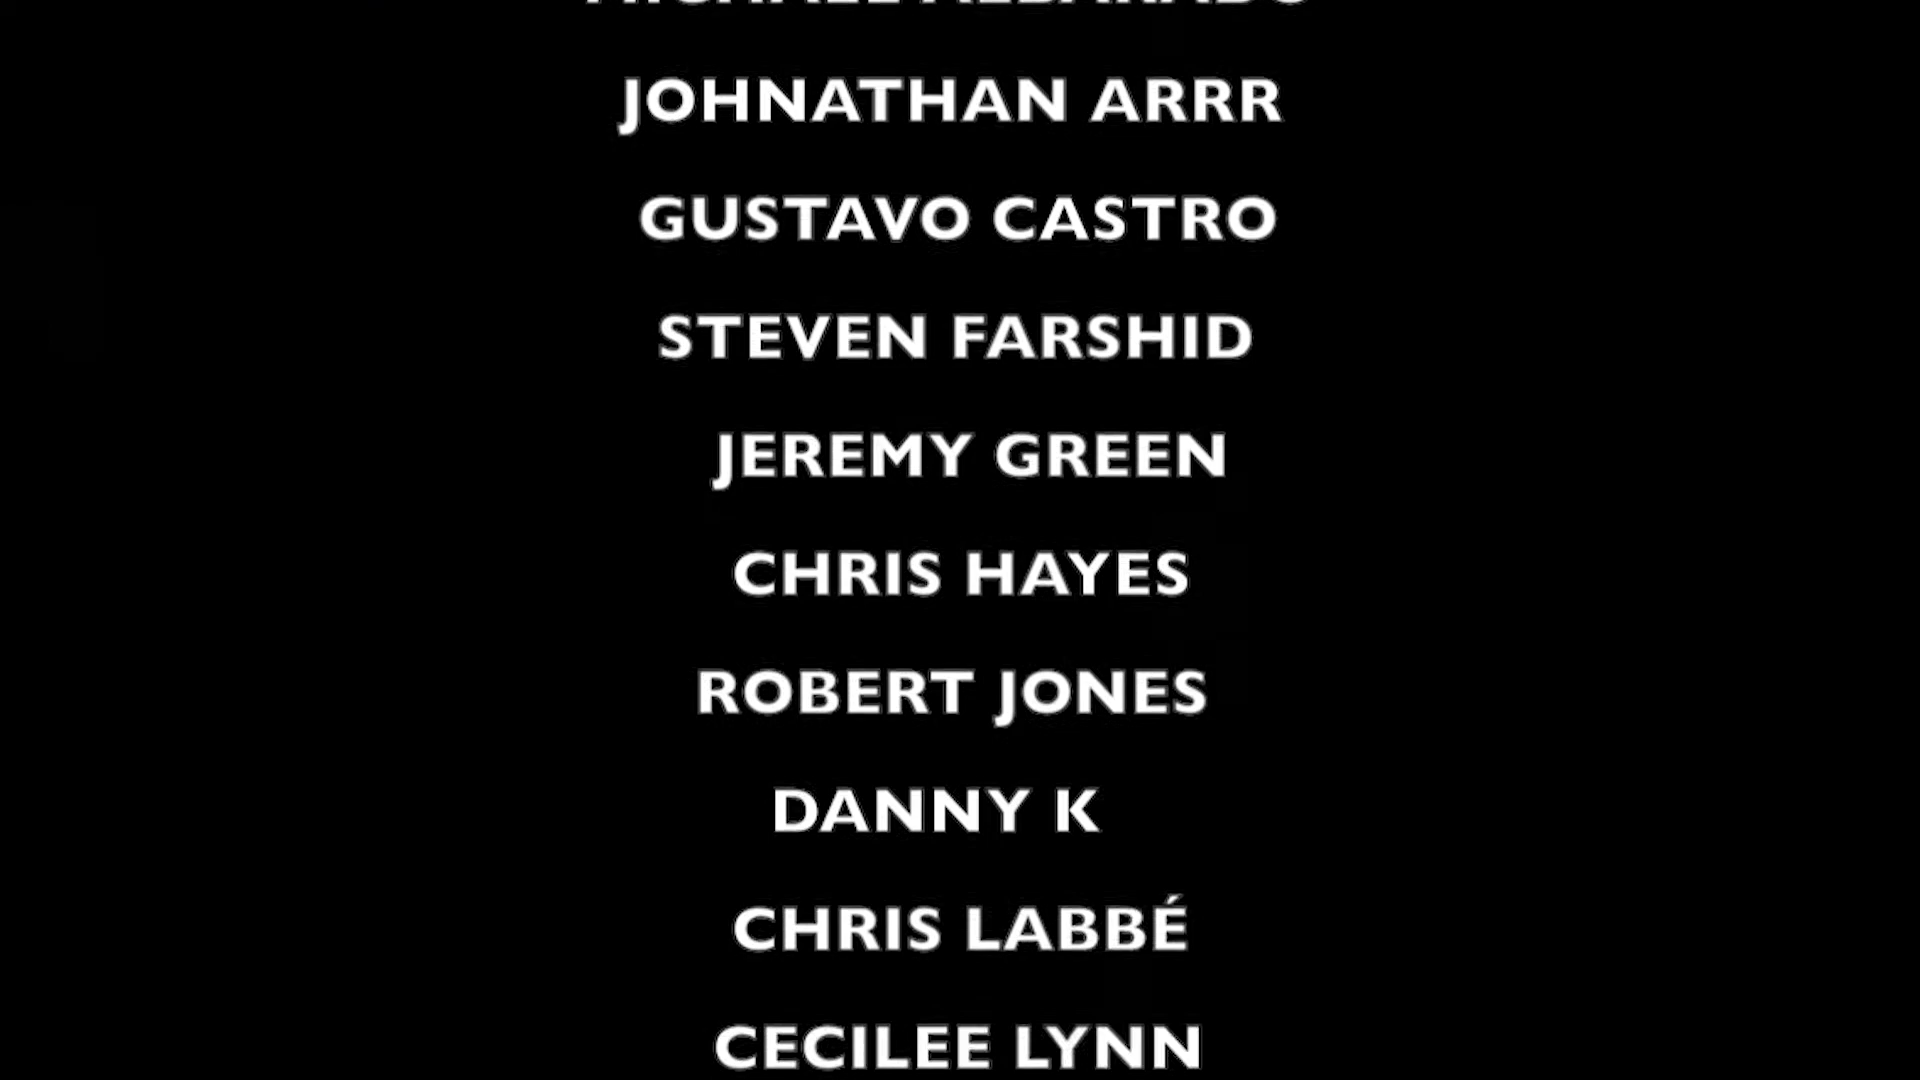 JOHNATHAN ARRR
GUSTAVO CASTRO
STEVEN FARSHID
JEREMY GREEN
CHRIS HAYES
ROBERT JONES
DANNY K
CHRIS LABBÉ
CECILEE LYNN